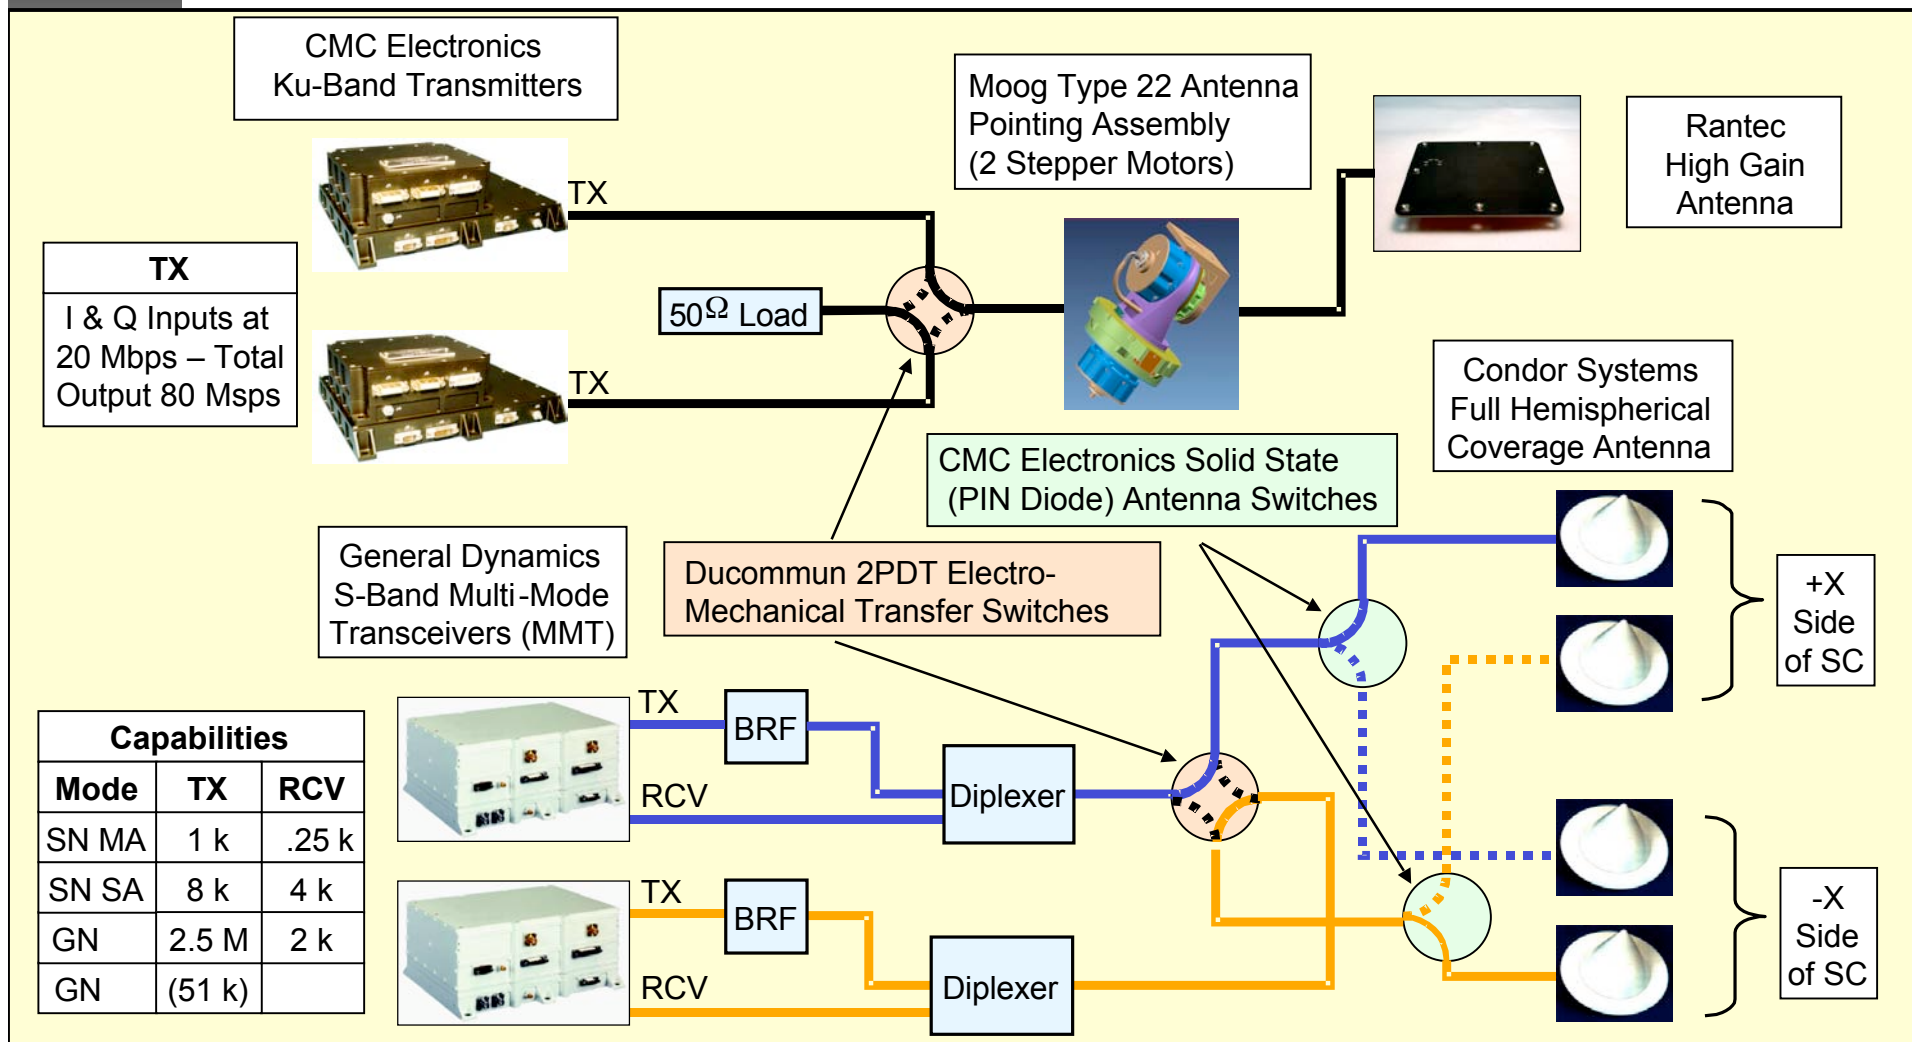 CMC Electronics
Ku-Band Transmitters
Moog Type 22 Antenna
Pointing Assembly
(2 Stepper Motors)
Rantec
High Gain
Antenna
TX
TX
TX
I & Q Inputs at
20 Mbps – Total
Output 80 Msps
50Ω Load
Condor Systems
Full Hemispherical
Coverage Antenna
CMC Electronics Solid State
(PIN Diode) Antenna Switches
General Dynamics
S-Band Multi-Mode
Transceivers (MMT)
Ducommun 2PDT Electro-
Mechanical Transfer Switches
+X
Side
of SC
TX
BRF
RCV
Diplexer
Capabilities
Mode TX RCV
SN MA 1 k .25 k
SN SA 8 k 4 k
GN 2.5 M 2 k
GN (51 k)
TX
BRF
RCV
Diplexer
-X
Side
of SC